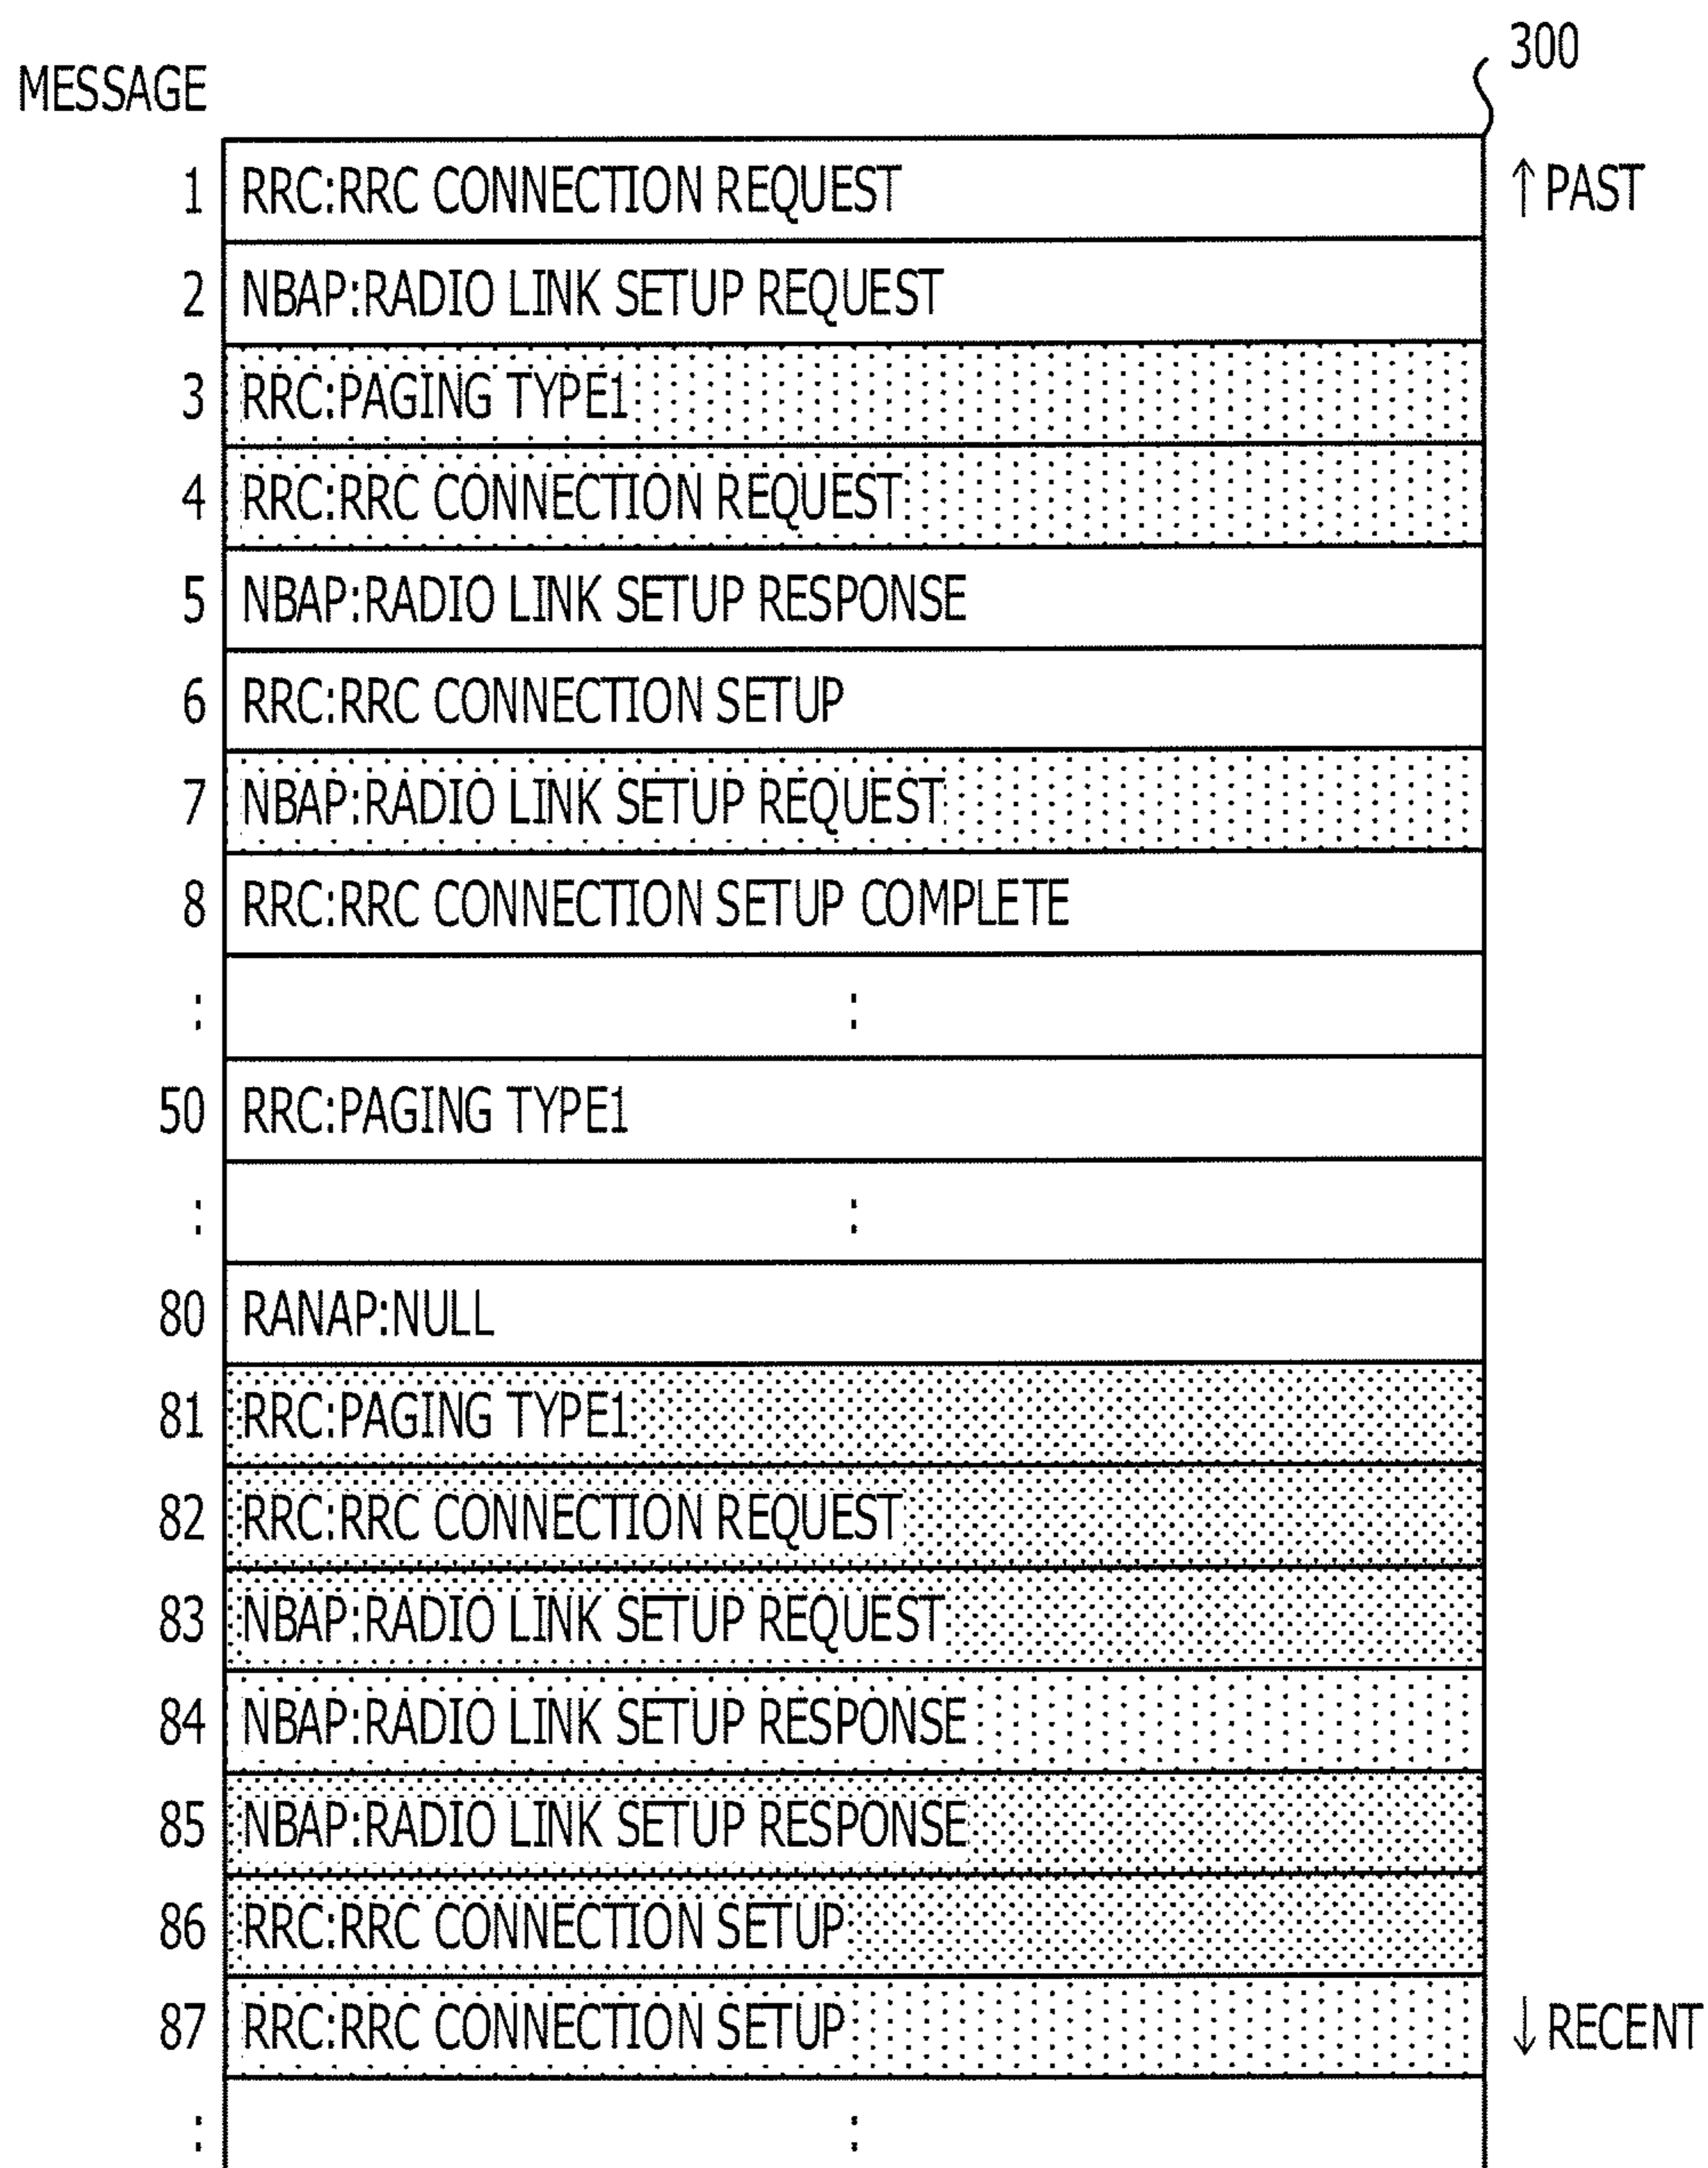 300
MESSAGE
1 RRC:RRC CONNECTION REQUEST ↑ PAST
2 NBAP:RADIO LINK SETUP REQUEST
3 RRC:PAGING TYPE1
4 RRC:RRC CONNECTION REQUEST
5 NBAP:RADIO LINK SETUP RESPONSE
6 RRC:RRC CONNECTION SETUP
7 NBAP:RADIO LINK SETUP REQUEST
8 RRC:RRC CONNECTION SETUP COMPLETE
: :
50 RRC:PAGING TYPE1
: :
80 RANAP:NULL
81 RRC:PAGING TYPE1
82 RRC:RRC CONNECTION REQUEST
83 NBAP:RADIO LINK SETUP REQUEST
84 NBAP:RADIO LINK SETUP RESPONSE
85 NBAP:RADIO LINK SETUP RESPONSE
86 RRC:RRC CONNECTION SETUP
87 RRC:RRC CONNECTION SETUP ↓ RECENT
: :